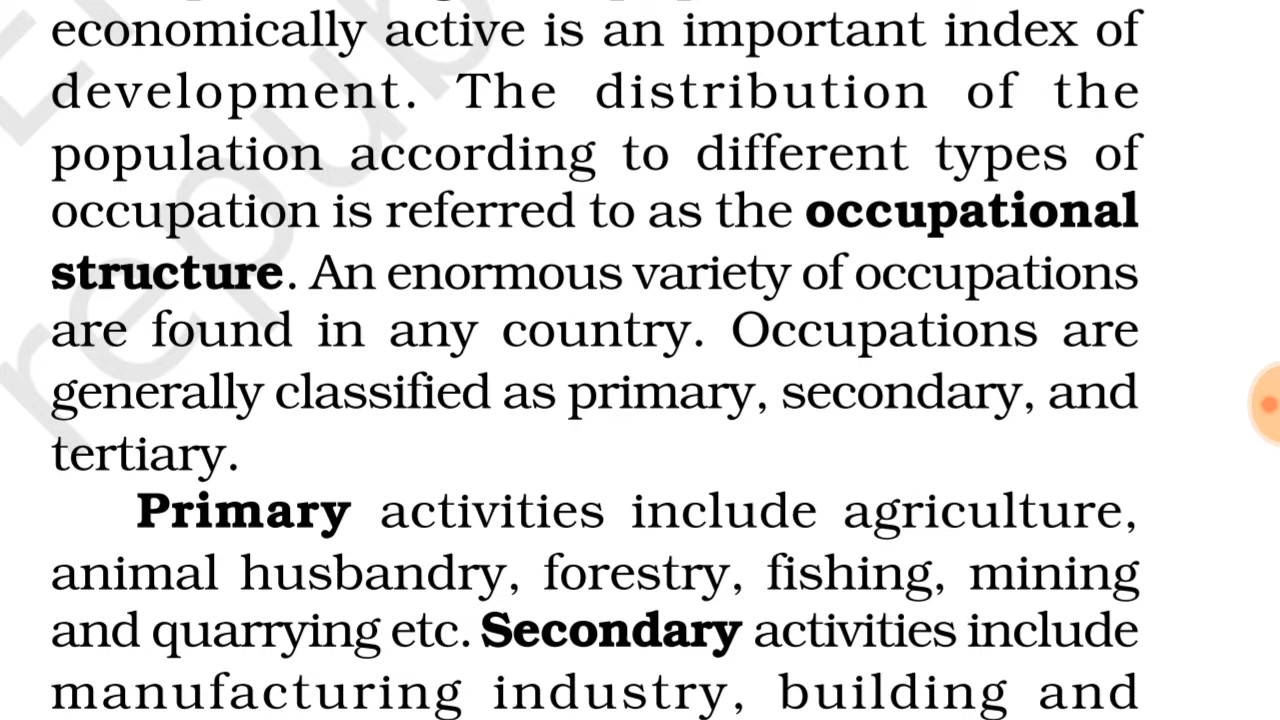 economically active is an important index of
development. The distribution of the
population according to different types of
occupation is referred to as the occupational
structure. An enormous variety of occupations
are found in any country. Occupations are
generally classified as primary, secondary, and
tertiary.
Primary activities include agriculture,
animal husbandry, forestry, fishing, mining
and quarrying etc. Secondary activities include
manufacturing industry, building and